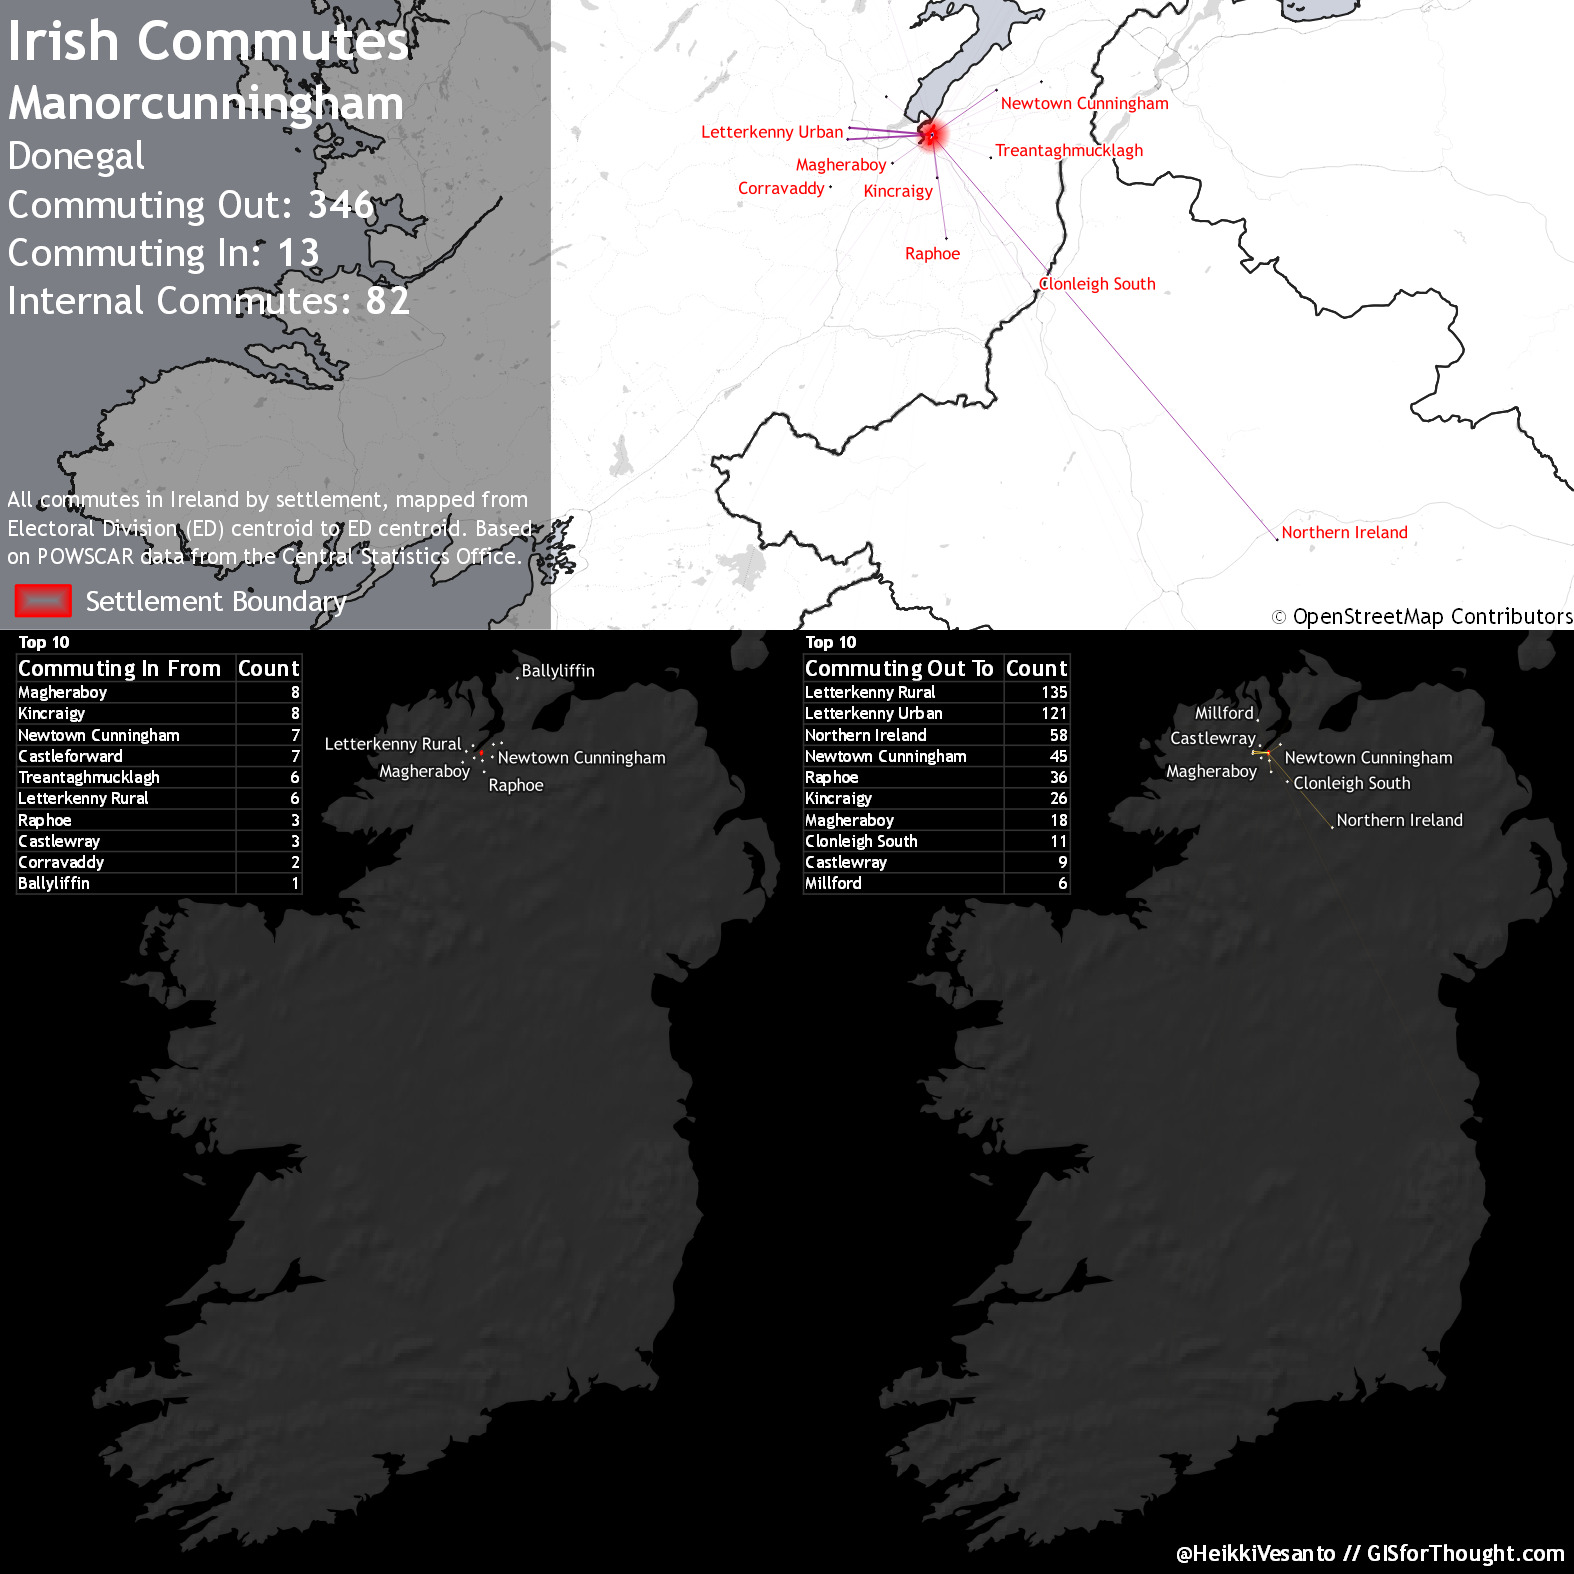 Irish Commutes
Manorcunningham
Donegal
Commuting Out: 346
Commuting In: 13
Internal Commutes: 82
All commutes in Ireland by settlement, mapped from
Electoral Division (ED) centroid to ED centroid. Based
on POWSCAR data from the Central Statistics Office.
Settlement Boundary
Newtown Cunningham
Letterkenny Urban
Treantaghmucklagh
Magheraboy
Corravaddy
Kincraigy
Raphoe
Clonleigh South
Northern Ireland
© OpenStreetMap Contributors
Top 10
Commuting In From Count
Magheraboy 8
Kincraigy 8
Newtown Cunningham 7
Castleforward 7
Treantaghmucklagh 6
Letterkenny Rural 6
Raphoe 3
Castlewray 3
Corravaddy 2
Ballyliffin 1
Ballyliffin
Letterkenny Rural
Newtown Cunningham
Magheraboy
Raphoe
Top 10
Commuting Out To Count
Letterkenny Rural 135
Letterkenny Urban 121
Northern Ireland 58
Newtown Cunningham 45
Raphoe 36
Kincraigy 26
Magheraboy 18
Clonleigh South 11
Castlewray 9
Millford 6
Millford
Castlewray
Newtown Cunningham
Magheraboy
Clonleigh South
Northern Ireland
@HeikkiVesanto // GISforThought.com